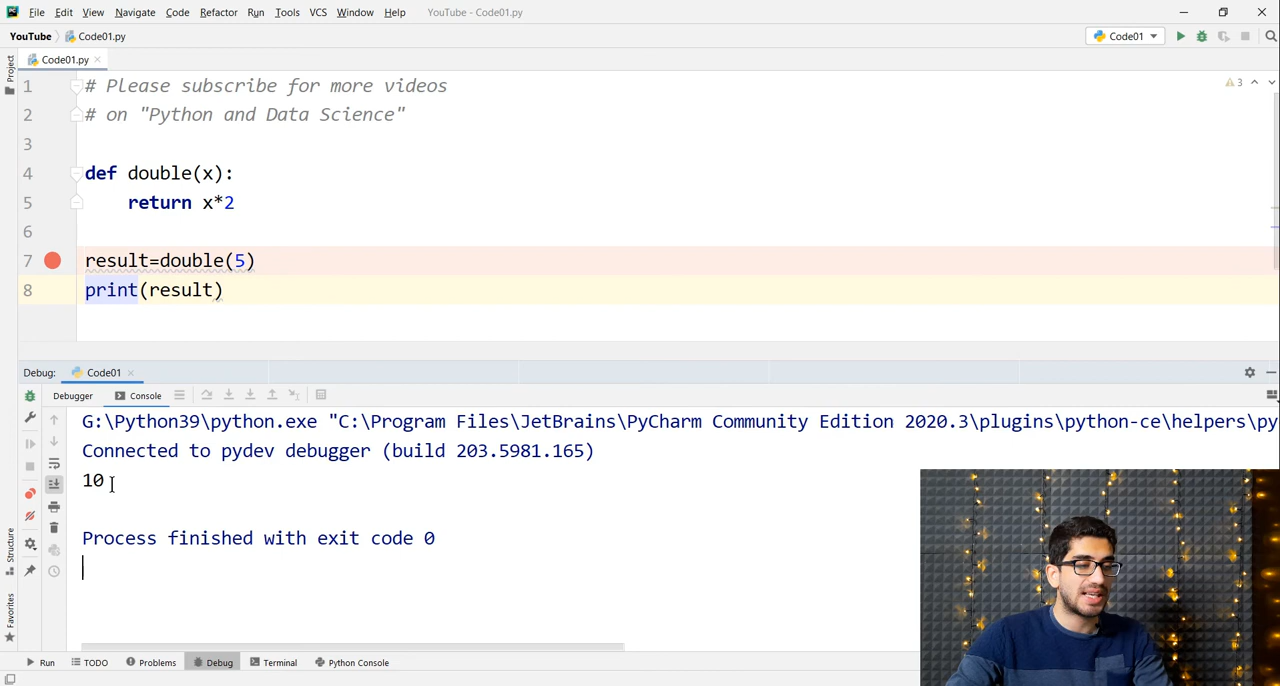 File Edit View Navigate Code Refactor Run Tools VCS Window Help YouTube - Code01.py
YouTube Code01.py Code01
Project
Code01.py
1 # Please subscribe for more videos
3
2 # on "Python and Data Science"
3
4 def double(x):
5 return x*2
6
7 result=double(5)
8 print(result)
Debug: Code01
Debugger Console
G:\Python39\python.exe "C:\Program Files\JetBrains\PyCharm Community Edition 2020.3\plugins\python-ce\helpers\py
Connected to pydev debugger (build 203.5981.165)
10
Process finished with exit code 0
Structure
Favorites
Run TODO Problems Debug Terminal Python Console